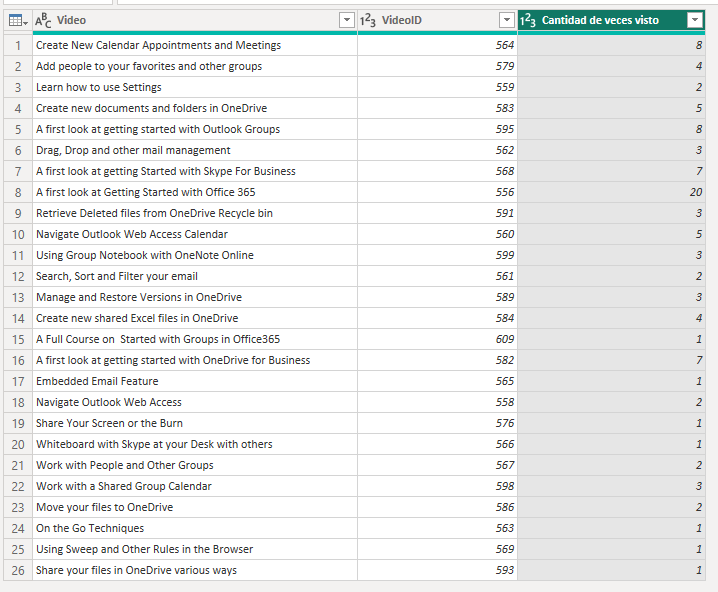 ABC Video 123 VideoID 123 Cantidad de veces visto
1 Create New Calendar Appointments and Meetings 564 8
2 Add people to your favorites and other groups 579 4
3 Learn how to use Settings 559 2
4 Create new documents and folders in OneDrive 583 5
5 A first look at getting started with Outlook Groups 595 8
6 Drag, Drop and other mail management 562 3
7 A first look at getting Started with Skype For Business 568 7
8 A first look at Getting Started with Office 365 556 20
9 Retrieve Deleted files from OneDrive Recycle bin 591 3
10 Navigate Outlook Web Access Calendar 560 5
11 Using Group Notebook with OneNote Online 599 3
12 Search, Sort and Filter your email 561 2
13 Manage and Restore Versions in OneDrive 589 3
14 Create new shared Excel files in OneDrive 584 4
15 A Full Course on  Started with Groups in Office365 609 1
16 A first look at getting started with OneDrive for Business 582 7
17 Embedded Email Feature 565 1
18 Navigate Outlook Web Access 558 2
19 Share Your Screen or the Burn 576 1
20 Whiteboard with Skype at your Desk with others 566 1
21 Work with People and Other Groups 567 2
22 Work with a Shared Group Calendar 598 3
23 Move your files to OneDrive 586 2
24 On the Go Techniques 563 1
25 Using Sweep and Other Rules in the Browser 569 1
26 Share your files in OneDrive various ways 593 1